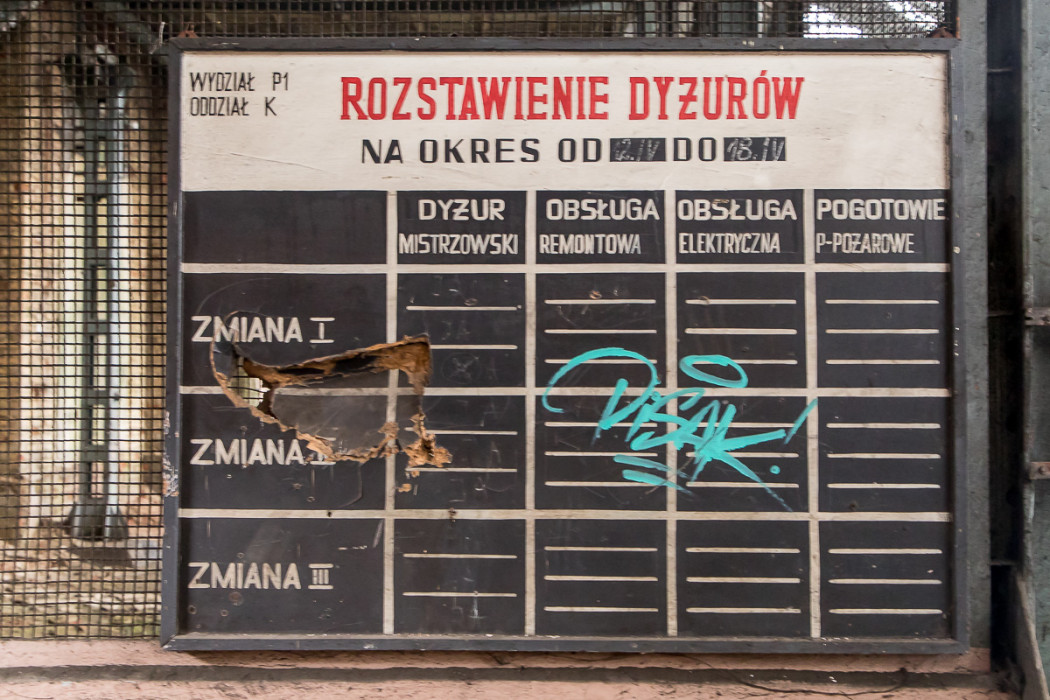 WYDZIAŁ P1
ODDZIAŁ K
ROZSTAWIENIE DYŻURÓW
NA OKRES OD 12.IV DO 18.IV
DYŻUR MISTRZOWSKI
OBSŁUGA REMONTOWA
OBSŁUGA ELEKTRYCZNA
POGOTOWIE P-POŻAROWE
ZMIANA I
ZMIANA
ZMIANA III